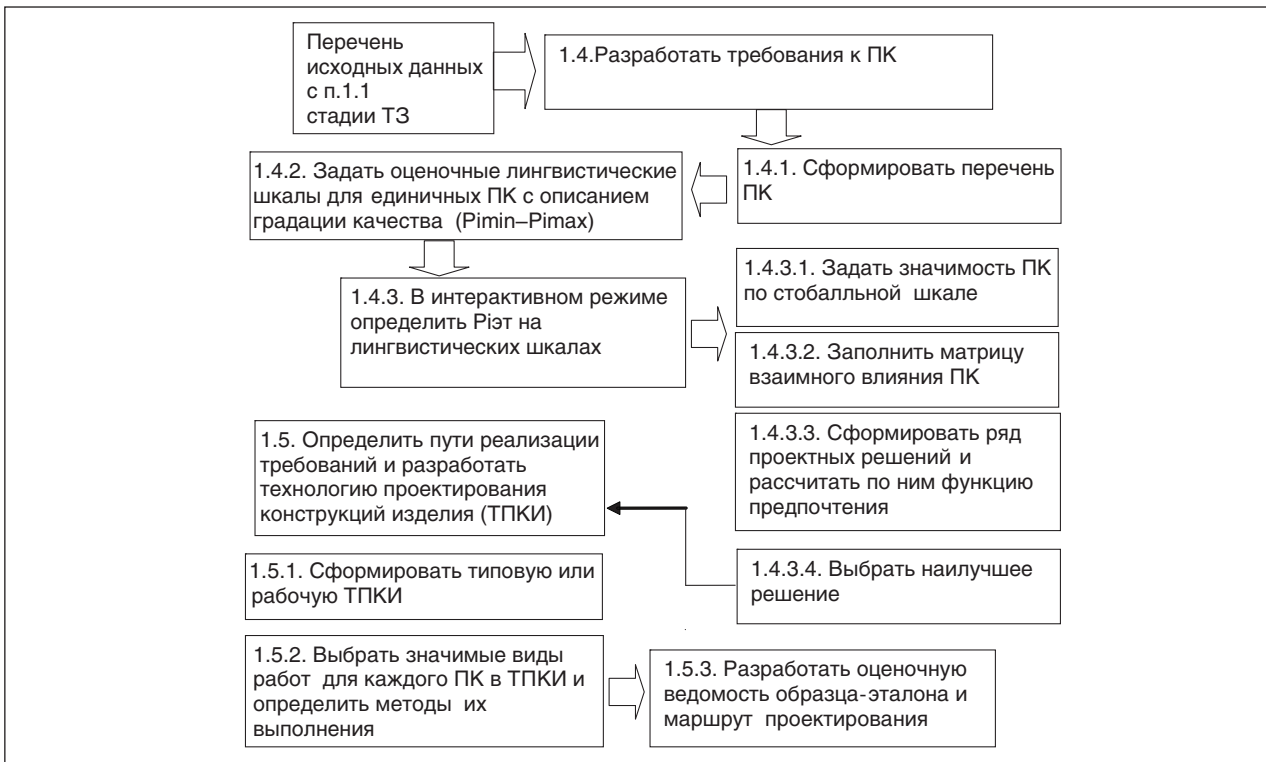 Перечень
исходных данных
с п.1.1
стадии ТЗ
1.4.Разработать требования к ПК
1.4.1. Сформировать перечень
ПК
1.4.2. Задать оценочные лингвистические
шкалы для единичных ПК с описанием
градации качества (Pimin–Pimax)
1.4.3. В интерактивном режиме
определить Piэт на
лингвистических шкалах
1.4.3.1. Задать значимость ПК
по стобалльной шкале
1.4.3.2. Заполнить матрицу
взаимного влияния ПК
1.4.3.3. Сформировать ряд
проектных решений и
рассчитать по ним функцию
предпочтения
1.4.3.4. Выбрать наилучшее
решение
1.5. Определить пути реализации
требований и разработать
технологию проектирования
конструкций изделия (ТПКИ)
1.5.1. Сформировать типовую или
рабочую ТПКИ
1.5.2. Выбрать значимые виды
работ для каждого ПК в ТПКИ и
определить методы их
выполнения
1.5.3. Разработать оценочную
ведомость образца-эталона и
маршрут проектирования